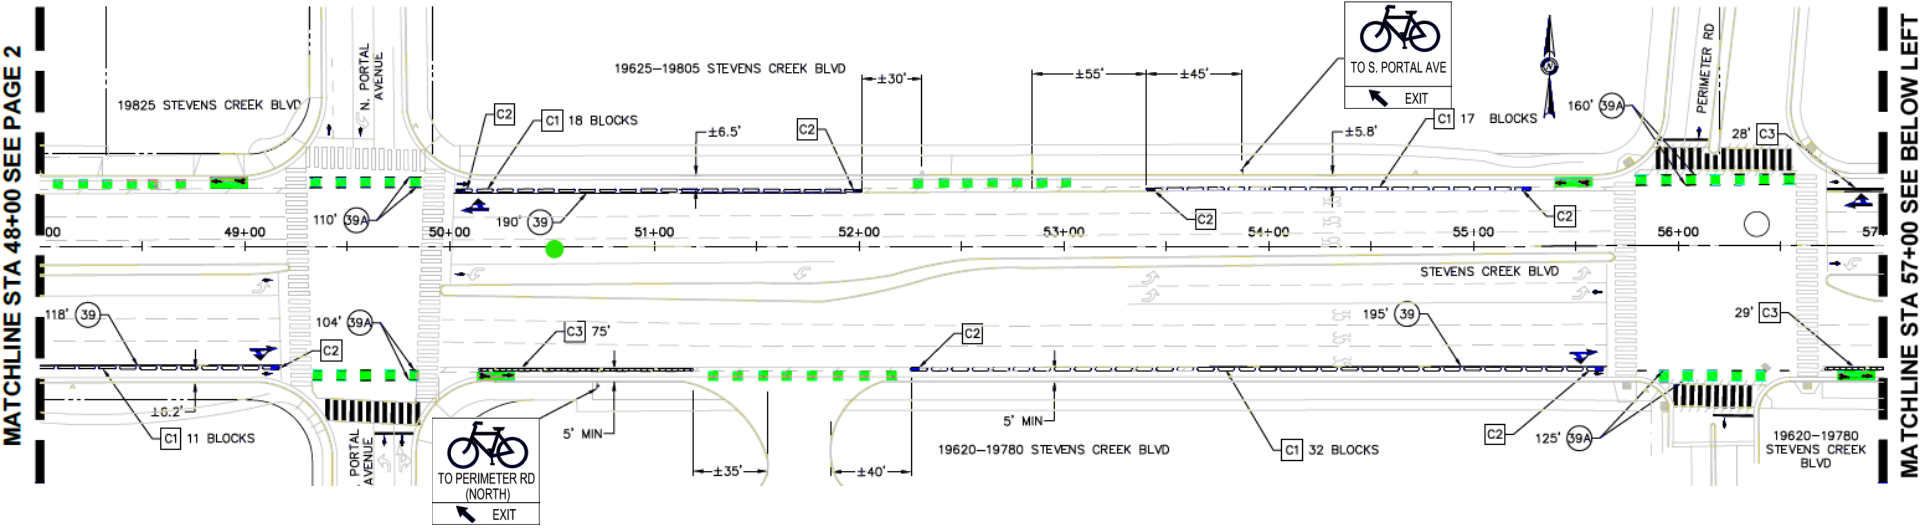 MATCHLINE STA 48+00 SEE PAGE 2
19825 STEVENS CREEK BLVD
N. PORTAL
AVENUE
C2
C1 18 BLOCKS
19625-19805 STEVENS CREEK BLVD
C2
±6.5'
±30'
±55'
±45'
TO S. PORTAL AVE
EXIT
N
±5.8'
C1 17 BLOCKS
160' 39A
PERIMETER RD
28' C3
110' 39A
190' 39
C2
C2
35 35 35
00
49+00
50+00
51+00
52+00
53+00
54+00
55+00
56+00
57
STEVENS CREEK BLVD
118' 39
104' 39A
C2
C3 75'
C2
195' 39
29' C3
±6.2'
C1 11 BLOCKS
PORTAL
AVENUE
TO PERIMETER RD
(NORTH)
EXIT
5' MIN
±35'
±40'
5' MIN
19620-19780 STEVENS CREEK BLVD
C1 32 BLOCKS
C2
125' 39A
19620-19780
STEVENS CREEK
BLVD
MATCHLINE STA 57+00 SEE BELOW LEFT